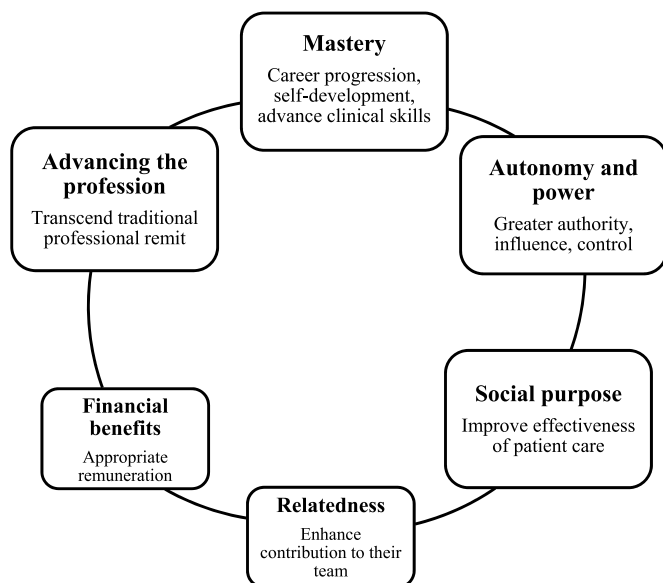 Mastery
Career progression,
self-development,
advance clinical skills
Advancing the
profession
Transcend traditional
professional remit
Autonomy and
power
Greater authority,
influence, control
Financial
benefits
Appropriate
remuneration
Social purpose
Improve effectiveness
of patient care
Relatedness
Enhance
contribution to their
team